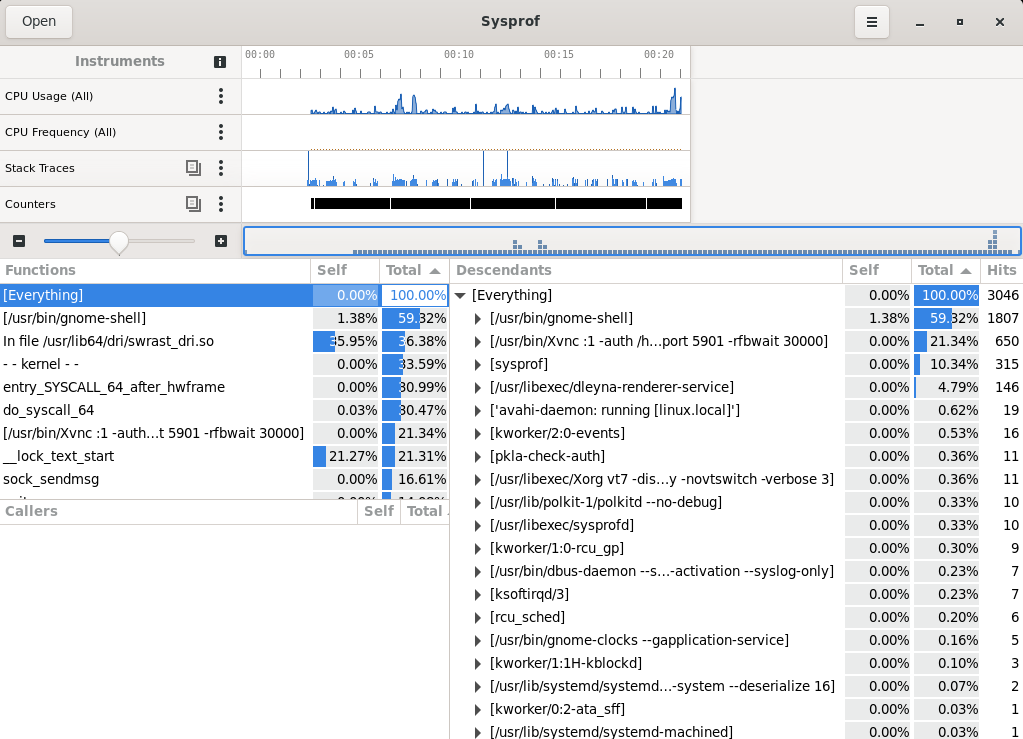 Open
Sysprof
Instruments
00:00 00:05 00:10 00:15 00:20
CPU Usage (All)
CPU Frequency (All)
Stack Traces
Counters
Functions Self Total
[Everything] 0.00% 100.00%
[/usr/bin/gnome-shell] 1.38% 59.32%
In file /usr/lib64/dri/swrast_dri.so 35.95% 36.38%
- - kernel - - 0.00% 33.59%
entry_SYSCALL_64_after_hwframe 0.00% 30.99%
do_syscall_64 0.03% 30.47%
[/usr/bin/Xvnc :1 -auth...t 5901 -rfbwait 30000] 0.00% 21.34%
__lock_text_start 21.27% 21.31%
sock_sendmsg 0.00% 16.61%
Callers Self Total
Descendants Self Total Hits
[Everything] 0.00% 100.00% 3046
[/usr/bin/gnome-shell] 1.38% 59.32% 1807
[/usr/bin/Xvnc :1 -auth /h...port 5901 -rfbwait 30000] 0.00% 21.34% 650
[sysprof] 0.00% 10.34% 315
[/usr/libexec/dleyna-renderer-service] 0.00% 4.79% 146
['avahi-daemon: running [linux.local]'] 0.00% 0.62% 19
[kworker/2:0-events] 0.00% 0.53% 16
[pkla-check-auth] 0.00% 0.36% 11
[/usr/libexec/Xorg vt7 -dis...y -novtswitch -verbose 3] 0.00% 0.36% 11
[/usr/lib/polkit-1/polkitd --no-debug] 0.00% 0.33% 10
[/usr/libexec/sysprofd] 0.00% 0.33% 10
[kworker/1:0-rcu_gp] 0.00% 0.30% 9
[/usr/bin/dbus-daemon --s...-activation --syslog-only] 0.00% 0.23% 7
[ksoftirqd/3] 0.00% 0.23% 7
[rcu_sched] 0.00% 0.20% 6
[/usr/bin/gnome-clocks --gapplication-service] 0.00% 0.16% 5
[kworker/1:1H-kblockd] 0.00% 0.10% 3
[/usr/lib/systemd/systemd...-system --deserialize 16] 0.00% 0.07% 2
[kworker/0:2-ata_sff] 0.00% 0.03% 1
[/usr/lib/systemd/systemd-machined] 0.00% 0.03% 1